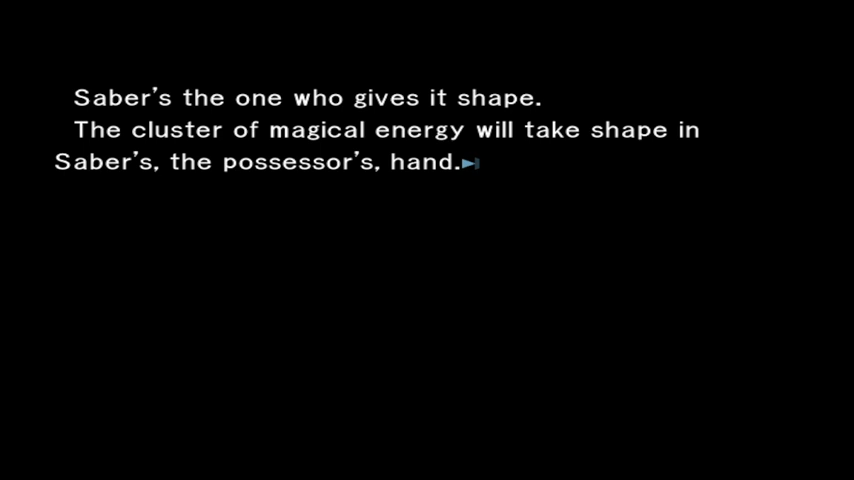 Saber's the one who gives it shape.
The cluster of magical energy will take shape in
Saber's, the possessor's, hand.